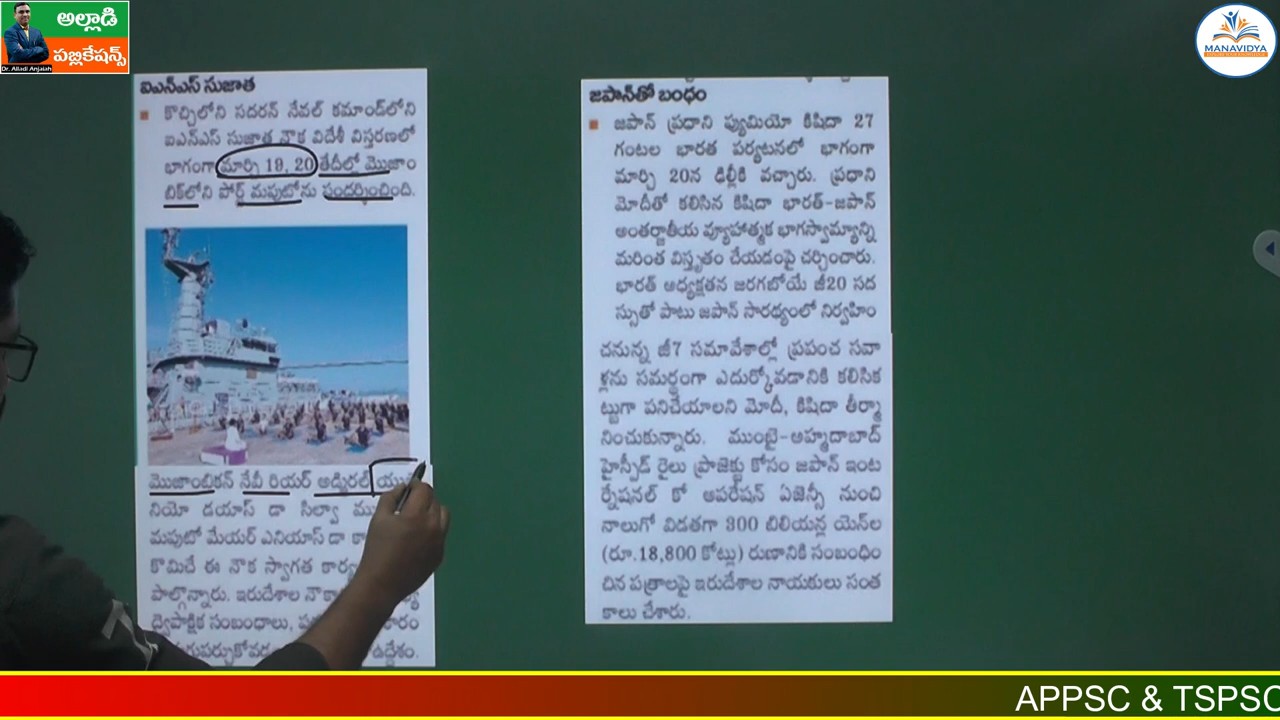 అల్లాడి
పబ్లికేషన్స్
Dr. Alladi Anjaiah
MANAVIDYA
ఐఎన్ఎస్ సుజాత
కొచ్చిలోని సదరన్ నేవల్ కమాండ్‌లోని
ఐఎన్ఎస్ సుజాత నౌక విదేశీ విస్తరణలో
భాగంగా మార్చి 19, 20 తేదీల్లో మొజాం
బిక్‌లోని పోర్ట్ మపుటోను సందర్శించింది.
మొజాంబికన్ నేవీ రియర్ అడ్మిరల్ యుజీ
నియో డయాస్ డా సిల్వా
మపుటో మేయర్ ఎనియాస్ డా
కొమిచే ఈ నౌక స్వాగత
పాల్గొన్నారు. ఇరుదేశాల
ద్వైపాక్షిక సంబంధాలు,
ఉద్దేశం.
జపాన్‌తో బంధం
జపాన్ ప్రధాని ఫ్యుమియో కిషిదా 27
గంటల భారత పర్యటనలో భాగంగా
మార్చి 20న ఢిల్లీకి వచ్చారు. ప్రధాని
మోదీతో కలిసిన కిషిదా భారత్-జపాన్
అంతర్జాతీయ వ్యూహాత్మక భాగస్వామ్యాన్ని
మరింత విస్తృతం చేయడంపై చర్చించారు.
భారత్ అధ్యక్షతన జరగబోయే జీ20 సద
స్సుతో పాటు జపాన్ సారథ్యంలో నిర్వహిం
చనున్న జీ7 సమావేశాల్లో ప్రపంచ సవా
ళ్లను సమర్థంగా ఎదుర్కోవడానికి కలిసిక
ట్టుగా పనిచేయాలని మోదీ, కిషిదా తీర్మా
నించుకున్నారు. ముంబై-అహ్మదాబాద్
హైస్పీడ్ రైలు ప్రాజెక్టు కోసం జపాన్ ఇంట
ర్నేషనల్ కో ఆపరేషన్ ఏజెన్సీ నుంచి
నాలుగో విడతగా 300 బిలియన్ల యెన్‌ల
(రూ.18,800 కోట్లు) రుణానికి సంబంధిం
చిన పత్రాలపై ఇరుదేశాల నాయకులు సంత
కాలు చేశారు.
APPSC & TSPSC